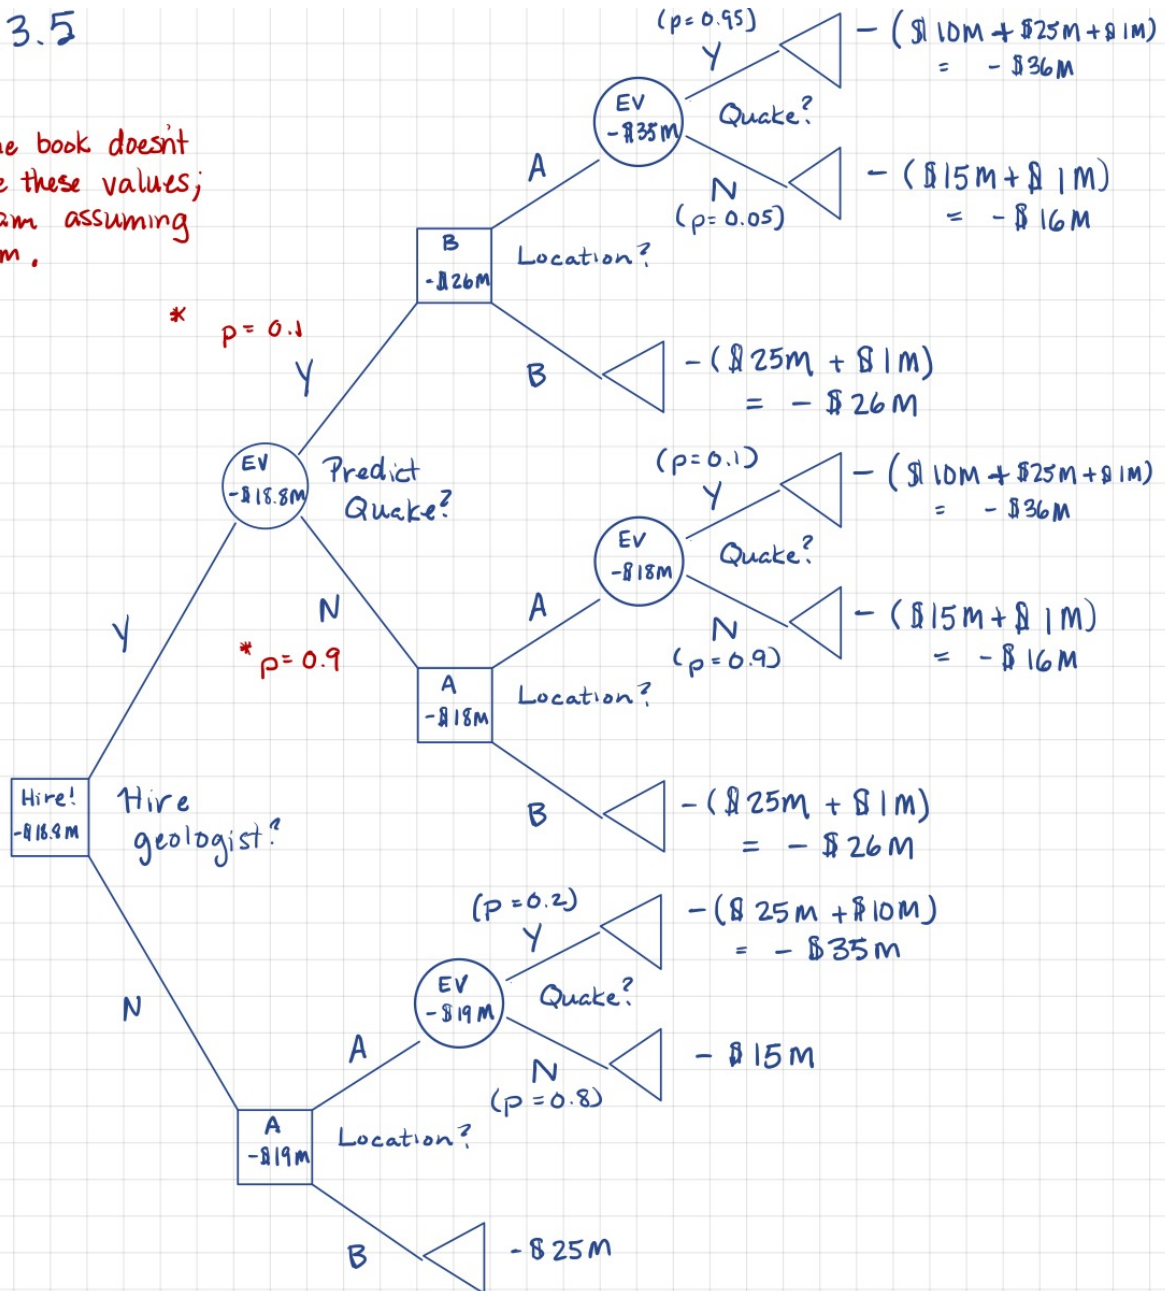 3.5
e book doesn't
e these values;
am assuming
m.
(p=0.95)
Y
- ($10M + $25M + $1M)
= - $36M
EV
-$35M
Quake?
A
N
(p=0.05)
- ($15M + $1M)
= - $16M
B
-$26M
Location?
* p = 0.1
Y
B
- ($25M + $1M)
= - $26M
EV
-$18.8M
Predict
Quake?
(p=0.1)
Y
- ($10M + $25M + $1M)
= - $36M
EV
-$18M
Quake?
A
N
(p=0.9)
- ($15M + $1M)
= - $16M
Y
N
* p = 0.9
A
-$18M
Location?
B
- ($25M + $1M)
= - $26M
Hire!
-$18.8M
Hire
geologist?
(p=0.2)
Y
- ($25M + $10M)
= - $35M
EV
-$19M
Quake?
N
A
N
(p=0.8)
- $15M
A
-$19M
Location?
B
- $25M